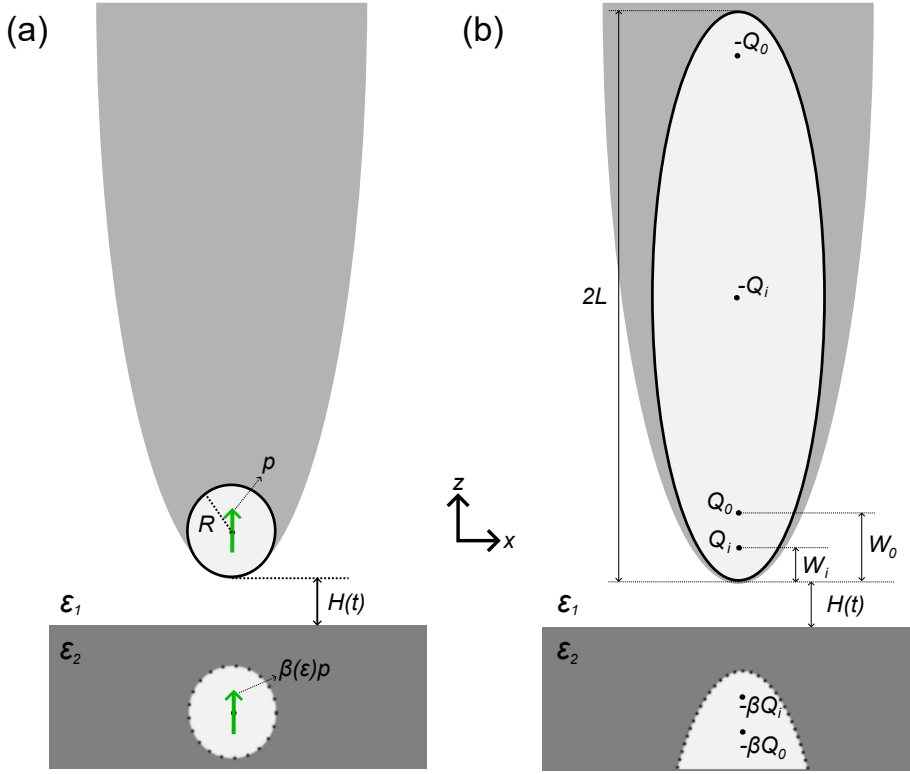 (a)
p
R
H(t)
ε₁
ε₂
β(ε)p
z
x
(b)
-Q₀
2L
-Qᵢ
Q₀
Qᵢ
W₀
Wᵢ
H(t)
ε₁
ε₂
-βQᵢ
-βQ₀